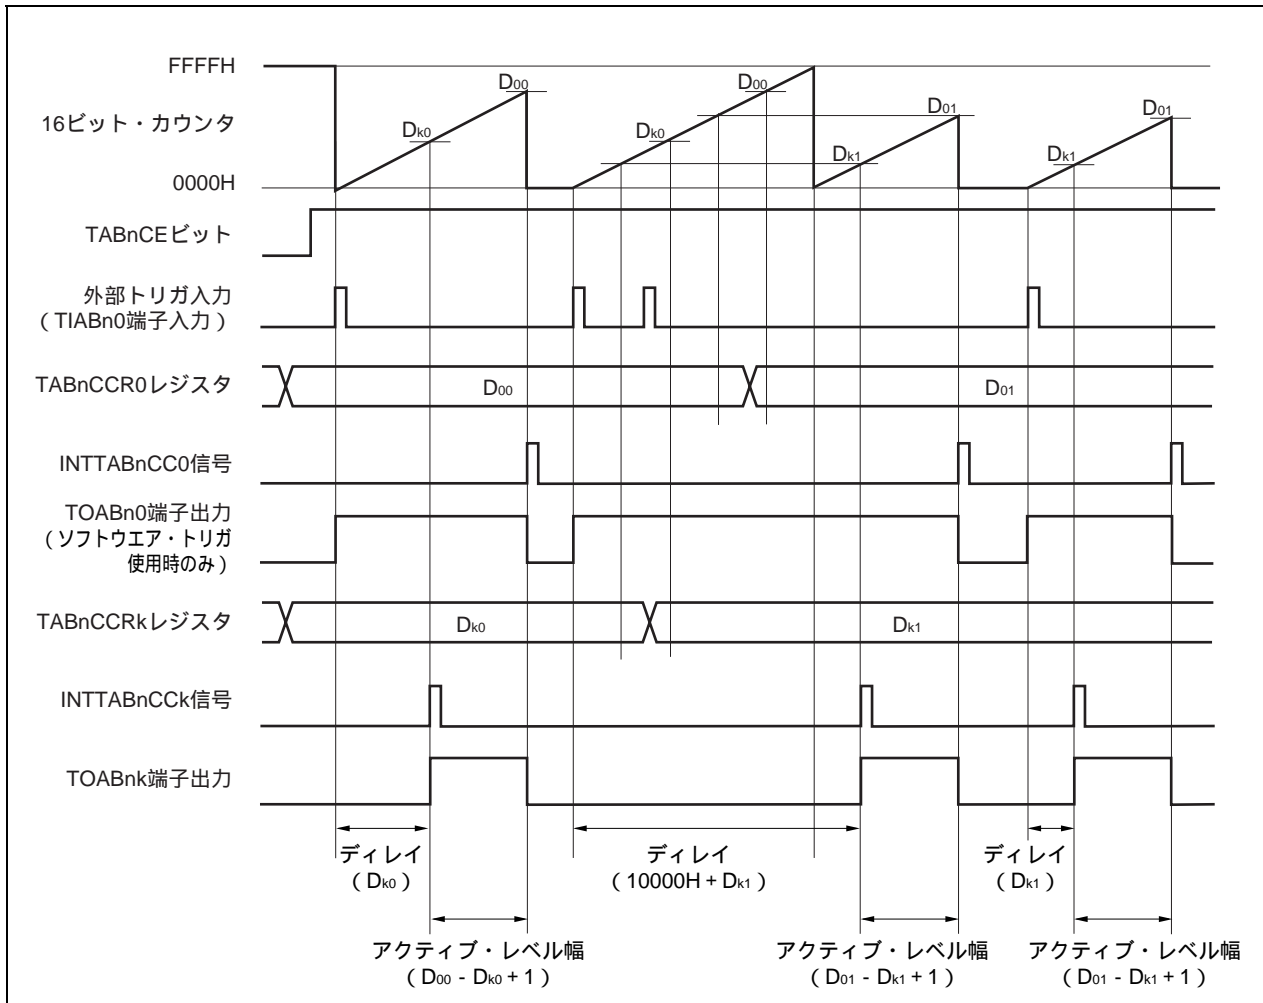 FFFFH
D00
D00
16ビット・カウンタ
Dk0
Dk0
D01
D01
Dk1
Dk1
0000H
TABnCEビット
外部トリガ入力
（TIABn0端子入力）
TABnCCR0レジスタ
D00
D01
INTTABnCC0信号
TOABn0端子出力
（ソフトウエア・トリガ
使用時のみ）
TABnCCRkレジスタ
Dk0
Dk1
INTTABnCCk信号
TOABnk端子出力
ディレイ
（Dk0）
ディレイ
（10000H + Dk1）
ディレイ
（Dk1）
アクティブ・レベル幅
（D00 - Dk0 + 1）
アクティブ・レベル幅
（D01 - Dk1 + 1）
アクティブ・レベル幅
（D01 - Dk1 + 1）